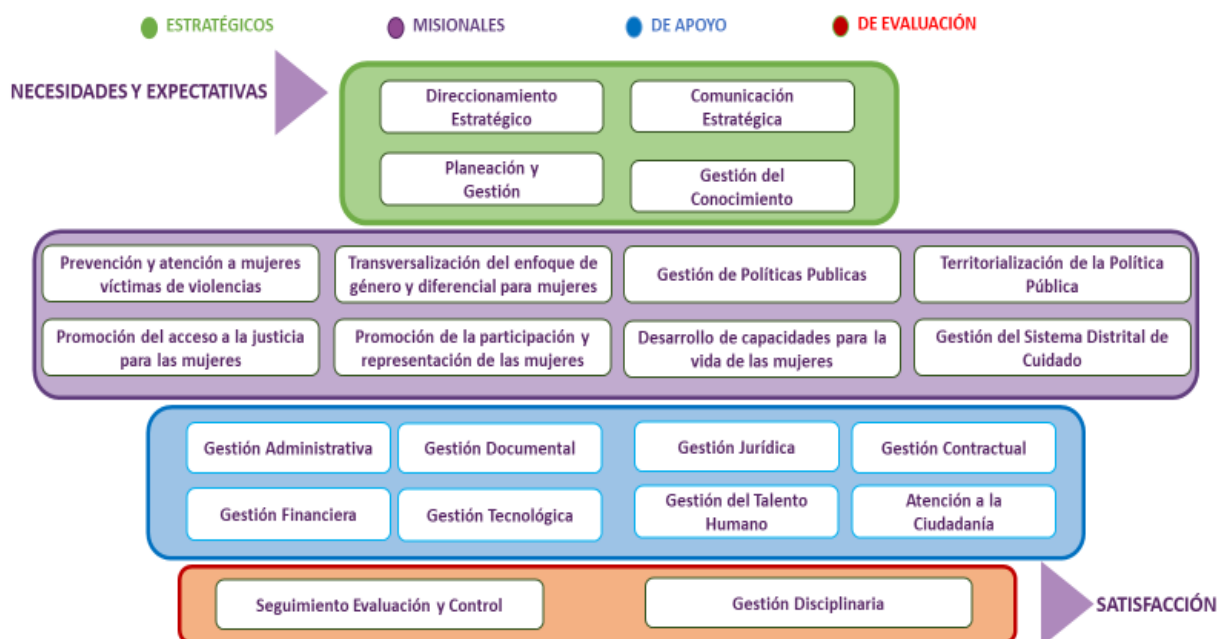 ESTRATÉGICOS MISIONALES DE APOYO DE EVALUACIÓN
NECESIDADES Y EXPECTATIVAS
Direccionamiento
Estratégico
Comunicación
Estratégica
Planeación y
Gestión
Gestión del
Conocimiento
Prevención y atención a mujeres
víctimas de violencias
Transversalización del enfoque de
género y diferencial para mujeres
Gestión de Políticas Publicas
Territorialización de la Política
Pública
Promoción del acceso a la justicia
para las mujeres
Promoción de la participación y
representación de las mujeres
Desarrollo de capacidades para la
vida de las mujeres
Gestión del Sistema Distrital de
Cuidado
Gestión Administrativa
Gestión Documental
Gestión Jurídica
Gestión Contractual
Gestión Financiera
Gestión Tecnológica
Gestión del Talento
Humano
Atención a la
Ciudadanía
Seguimiento Evaluación y Control
Gestión Disciplinaria
SATISFACCIÓN